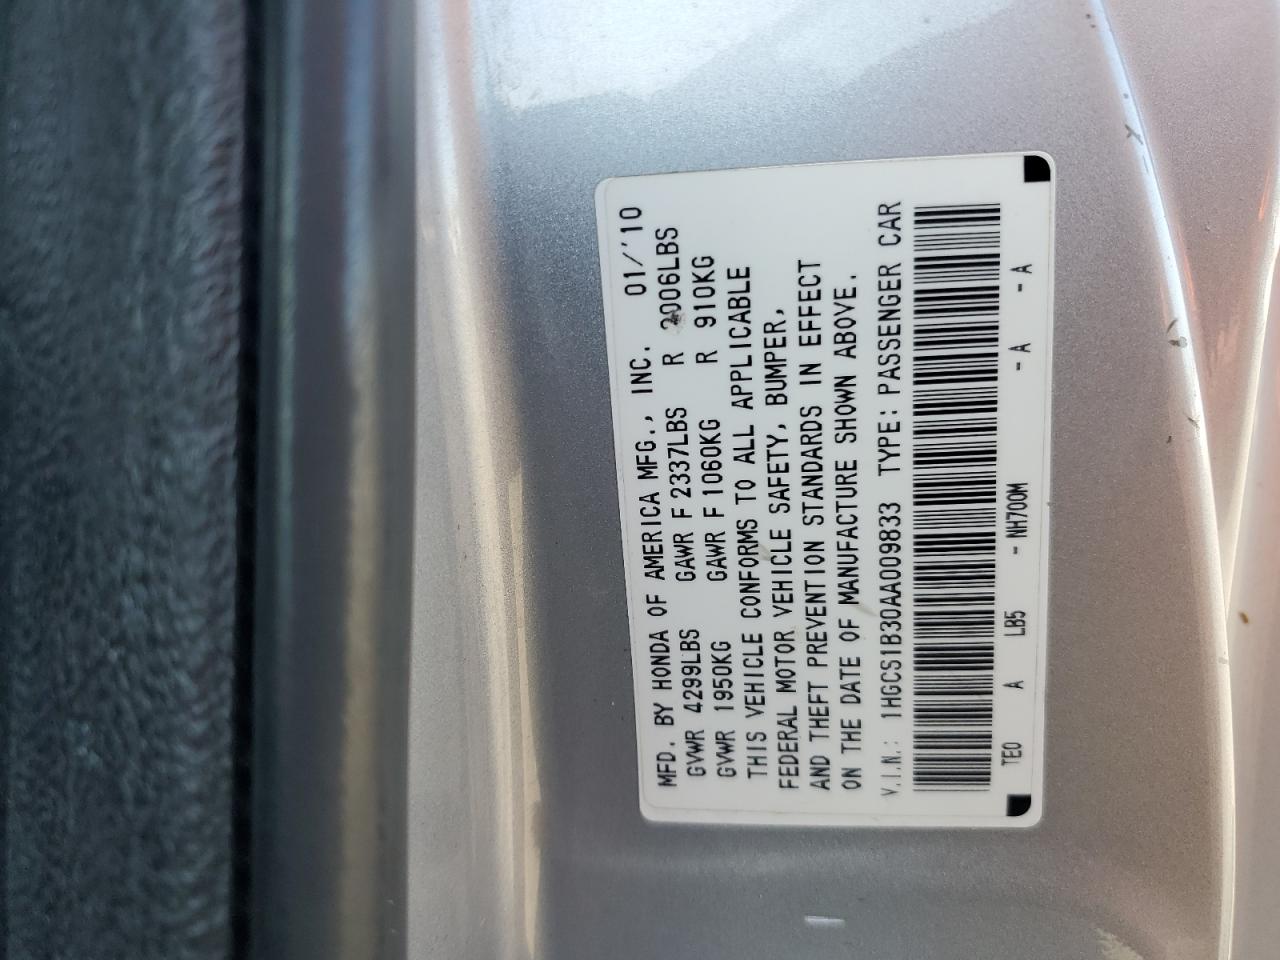 MFD. BY HONDA OF AMERICA MFG., INC. 01/'10
GVWR 4299LBS GAWR F 2337LBS R 2006LBS
GVWR 1950KG GAWR F 1060KG R 910KG
THIS VEHICLE CONFORMS TO ALL APPLICABLE
FEDERAL MOTOR VEHICLE SAFETY, BUMPER,
AND THEFT PREVENTION STANDARDS IN EFFECT
ON THE DATE OF MANUFACTURE SHOWN ABOVE.
V.I.N.: 1HGCS1B30AA009833 TYPE: PASSENGER CAR
TE0 A LB5 - NH700M - A - A